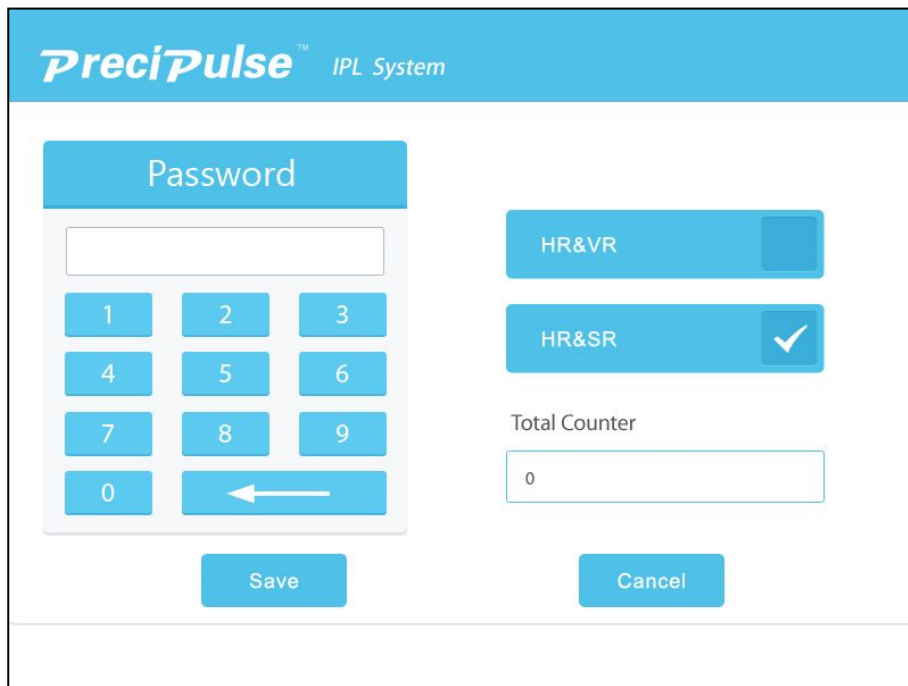 PreciPulse™ IPL System
Password
HR&VR
1 2 3
HR&SR
4 5 6
Total Counter
7 8 9
0
0
Save Cancel